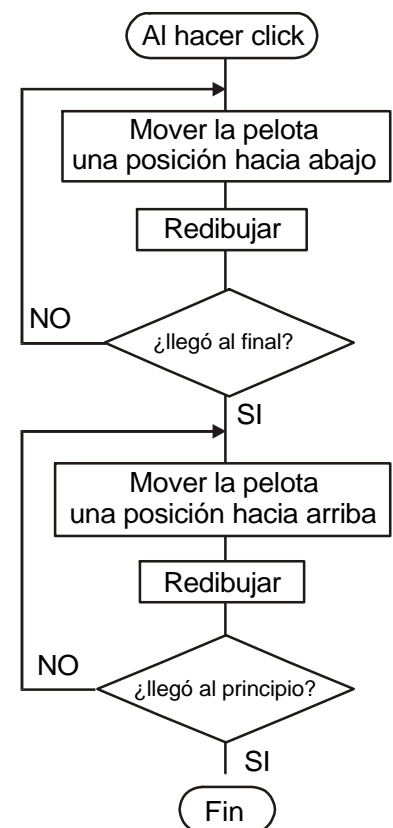 Al hacer click
Mover la pelota
una posición hacia abajo
Redibujar
NO
¿llegó al final?
SI
Mover la pelota
una posición hacia arriba
Redibujar
NO
¿llegó al principio?
SI
Fin